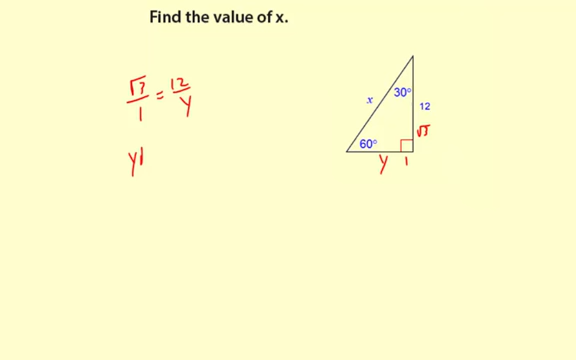 Find the value of x.
√3/1 = 12/y
y
x
30°
12
√3
60°
y 1